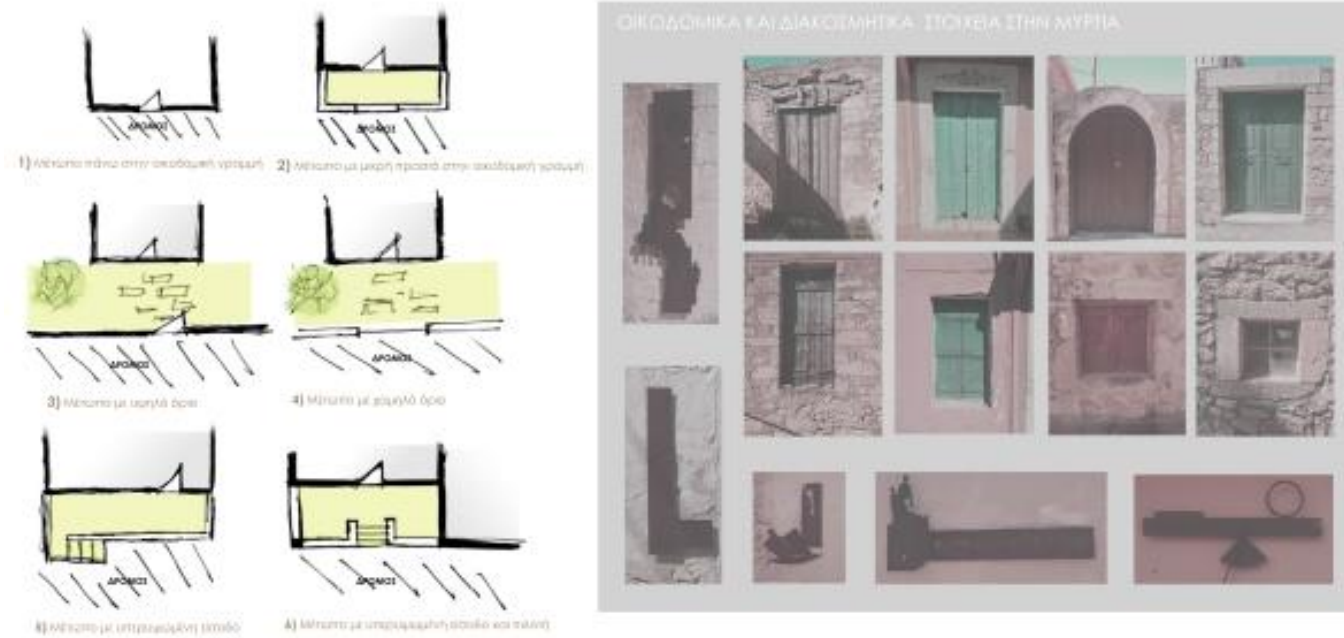 ΟΙΚΟΔΟΜΙΚΑ ΚΑΙ ΔΙΑΚΟΣΜΗΤΙΚΑ ΣΤΟΙΧΕΙΑ ΣΤΗΝ ΜΥΡΤΙΑ
ΔΡΟΜΟΣ
ΔΡΟΜΟΣ
1) Μέτωπο πάνω στην οικοδομική γραμμή
2) Μέτωπο με μικρή πρασιά στην οικοδομική γραμμή
ΔΡΟΜΟΣ
ΔΡΟΜΟΣ
3) Μέτωπο με υψηλό όριο
4) Μέτωπο με χαμηλό όριο
ΔΡΟΜΟΣ
ΔΡΟΜΟΣ
5) Μέτωπο με υπερυψωμένη είσοδο
6) Μέτωπο με υπερυψωμένη είσοδο και